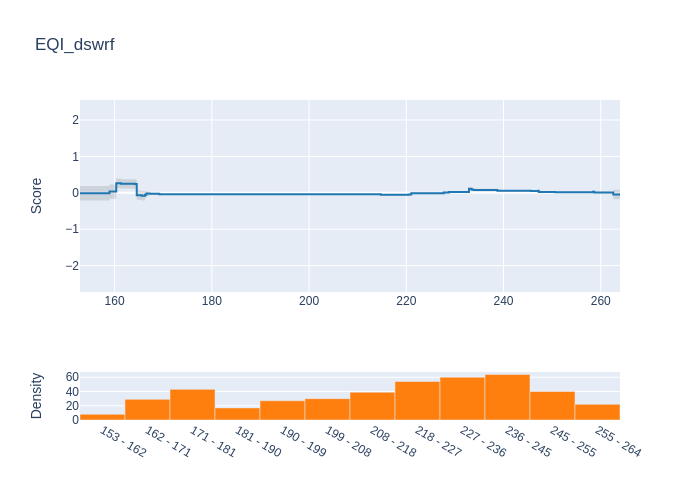 EQI_dswrf
2
1
0
−1
−2
Score
160 180 200 220 240 260
60
40
20
0
Density
153 - 162
162 - 171
171 - 181
181 - 190
190 - 199
199 - 208
208 - 218
218 - 227
227 - 236
236 - 245
245 - 255
255 - 264